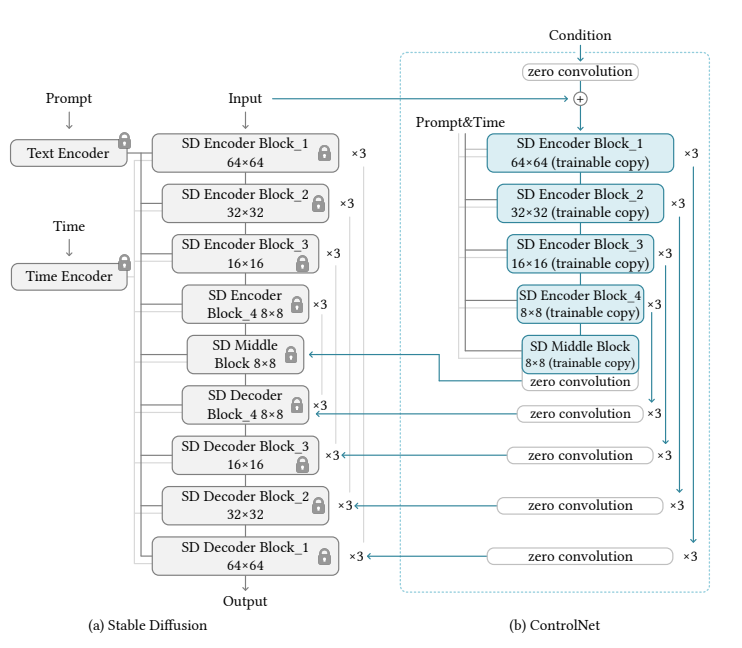 Condition
zero convolution
Prompt
Input
+
Prompt&Time
Text Encoder
SD Encoder Block_1
64×64
×3
SD Encoder Block_1
64×64 (trainable copy)
×3
SD Encoder Block_2
32×32
×3
SD Encoder Block_2
32×32 (trainable copy)
×3
Time
SD Encoder Block_3
16×16
×3
SD Encoder Block_3
16×16 (trainable copy)
×3
Time Encoder
SD Encoder
Block_4 8×8
×3
SD Encoder Block_4
8×8 (trainable copy)
×3
SD Middle
Block 8×8
SD Middle Block
8×8 (trainable copy)
zero convolution
SD Decoder
Block_4 8×8
×3
zero convolution
×3
SD Decoder Block_3
16×16
×3
zero convolution
×3
SD Decoder Block_2
32×32
×3
zero convolution
×3
SD Decoder Block_1
64×64
×3
zero convolution
×3
Output
(a) Stable Diffusion
(b) ControlNet